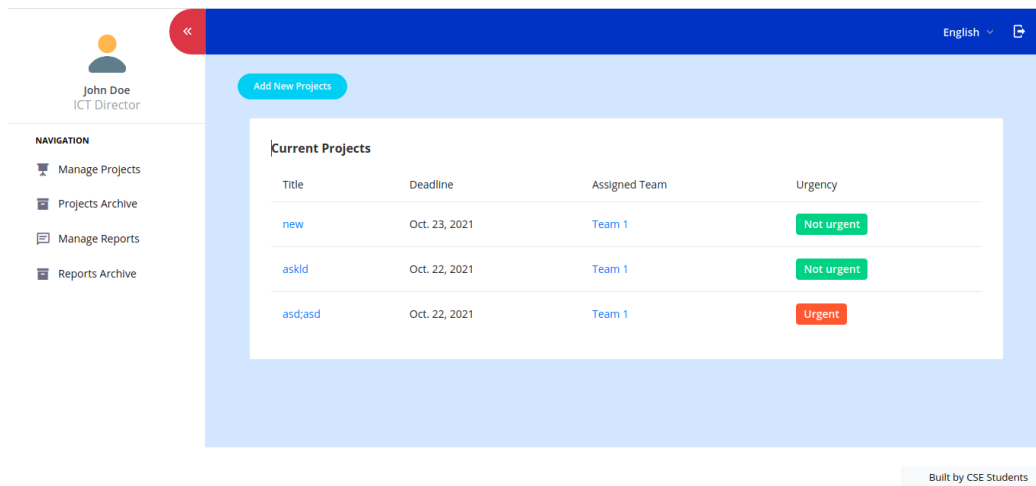 «
English
John Doe
ICT Director
NAVIGATION
Manage Projects
Projects Archive
Manage Reports
Reports Archive
Add New Projects
Current Projects
Title Deadline Assigned Team Urgency
new Oct. 23, 2021 Team 1 Not urgent
askld Oct. 22, 2021 Team 1 Not urgent
asd;asd Oct. 22, 2021 Team 1 Urgent
Built by CSE Students